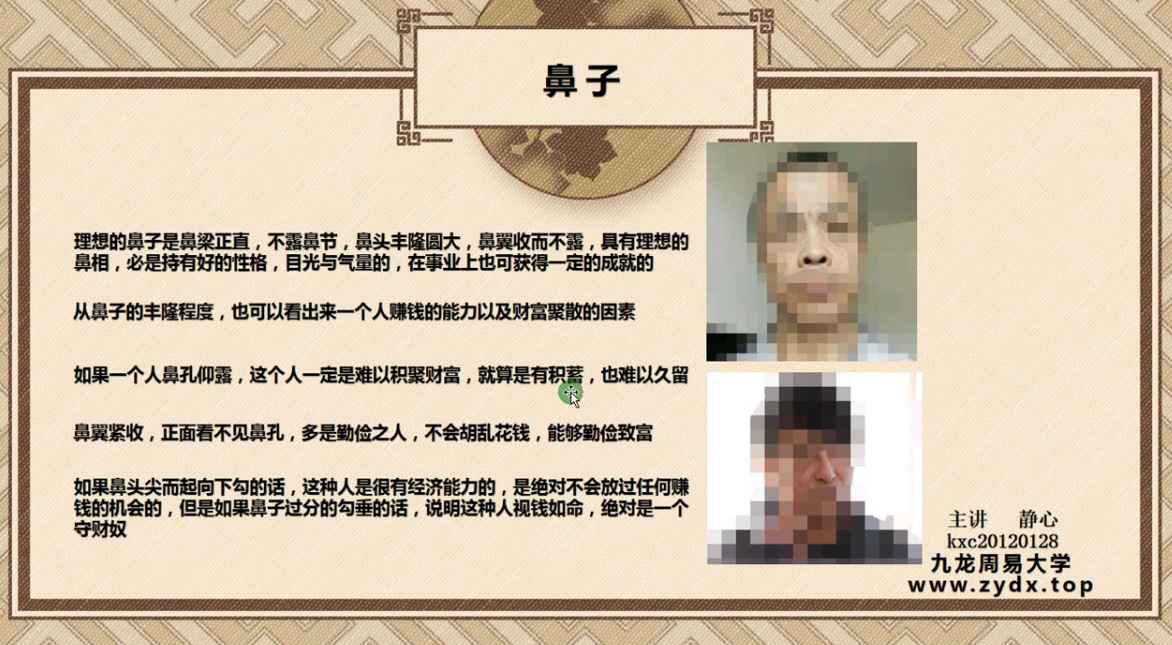 鼻子
理想的鼻子是鼻梁正直，不露鼻节，鼻头丰隆圆大，鼻翼收而不露，具有理想的
鼻相，必是持有好的性格，目光与气量的，在事业上也可获得一定的成就的
从鼻子的丰隆程度，也可以看出来一个人赚钱的能力以及财富聚散的因素
如果一个人鼻孔仰露，这个人一定是难以积聚财富，就算是有积蓄，也难以久留
鼻翼紧收，正面看不见鼻孔，多是勤俭之人，不会胡乱花钱，能够勤俭致富
如果鼻头尖而起向下勾的话，这种人是很有经济能力的，是绝对不会放过任何赚
钱的机会的，但是如果鼻子过分的勾垂的话，说明这种人视钱如命，绝对是一个
守财奴
主讲 静心
kxc20120128
九龙周易大学
www.zydx.top